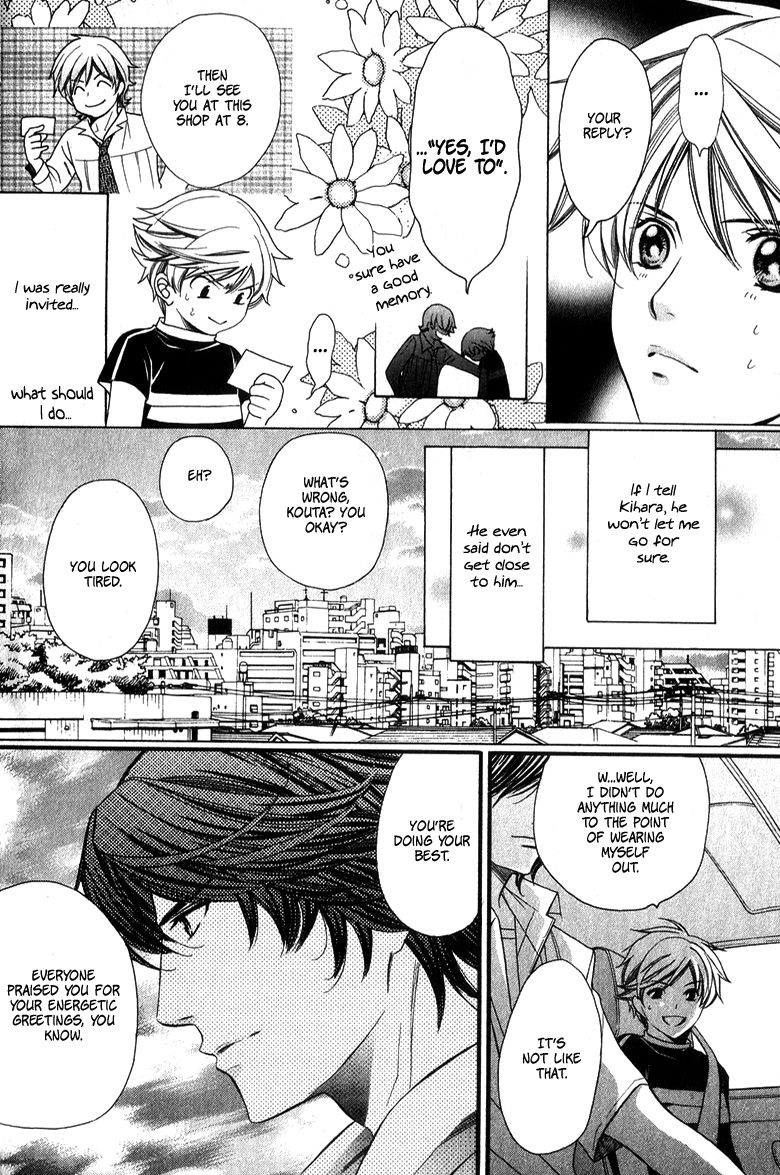 ...
YOUR
REPLY?
..."YES, I'D
LOVE TO".
You
sure have
a good
memory.
THEN
I'LL SEE
YOU AT THIS
SHOP AT 8.
I was really
invited...
...
what should
I do...
If I tell
Kihara, he
won't let me
go for
sure.
He even
said don't
get close
to him...
WHAT'S
WRONG,
KOUTA? YOU
OKAY?
EH?
YOU LOOK
TIRED.
W...WELL,
I DIDN'T DO
ANYTHING MUCH
TO THE POINT
OF WEARING
MYSELF
OUT.
IT'S
NOT LIKE
THAT.
YOU'RE
DOING YOUR
BEST.
EVERYONE
PRAISED YOU FOR
YOUR ENERGETIC
GREETINGS, YOU
KNOW.